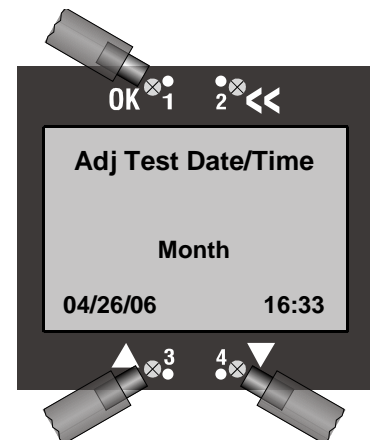 OK 1 2 <<
Adj Test Date/Time
Month
04/26/06 16:33
3 4